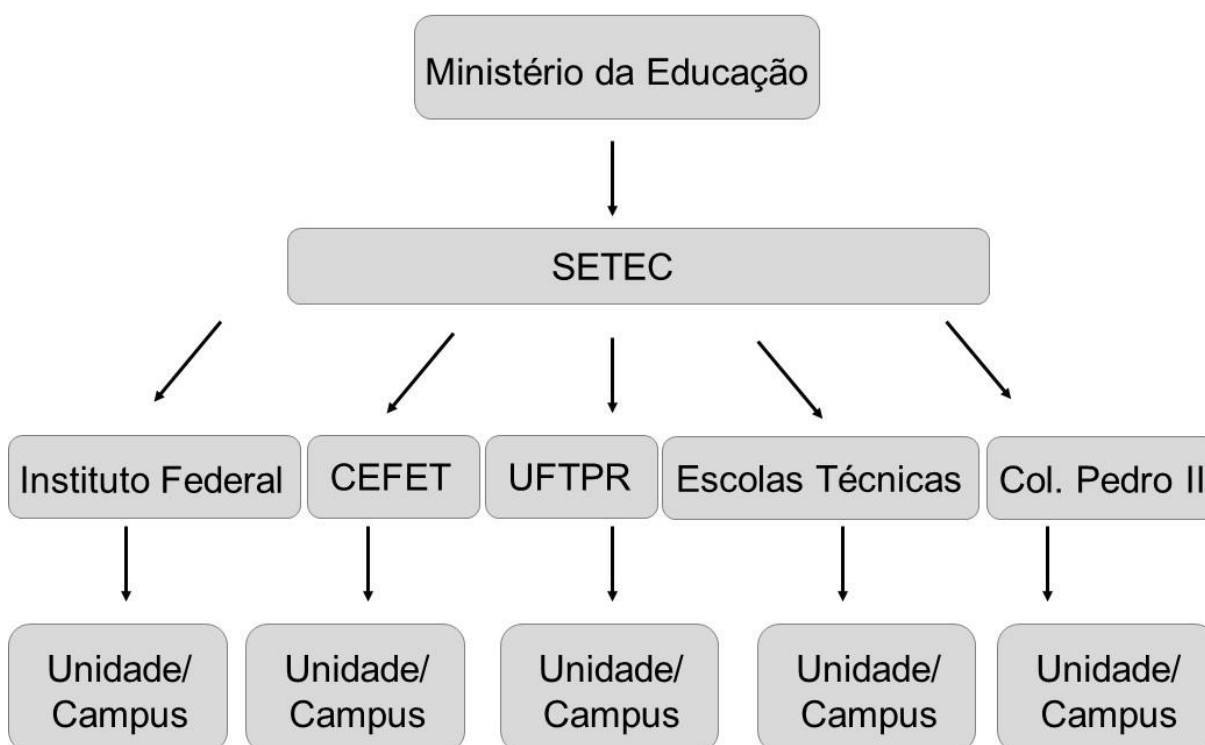 Ministério da Educação
SETEC
Instituto Federal
CEFET
UFTPR
Escolas Técnicas
Col. Pedro II
Unidade/
Campus
Unidade/
Campus
Unidade/
Campus
Unidade/
Campus
Unidade/
Campus